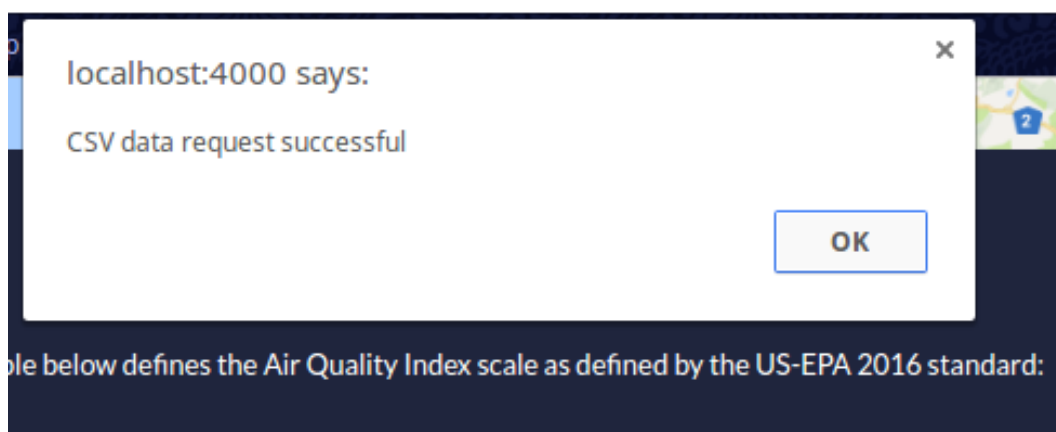 localhost:4000 says:
CSV data request successful
2
OK
below defines the Air Quality Index scale as defined by the US-EPA 2016 standard: